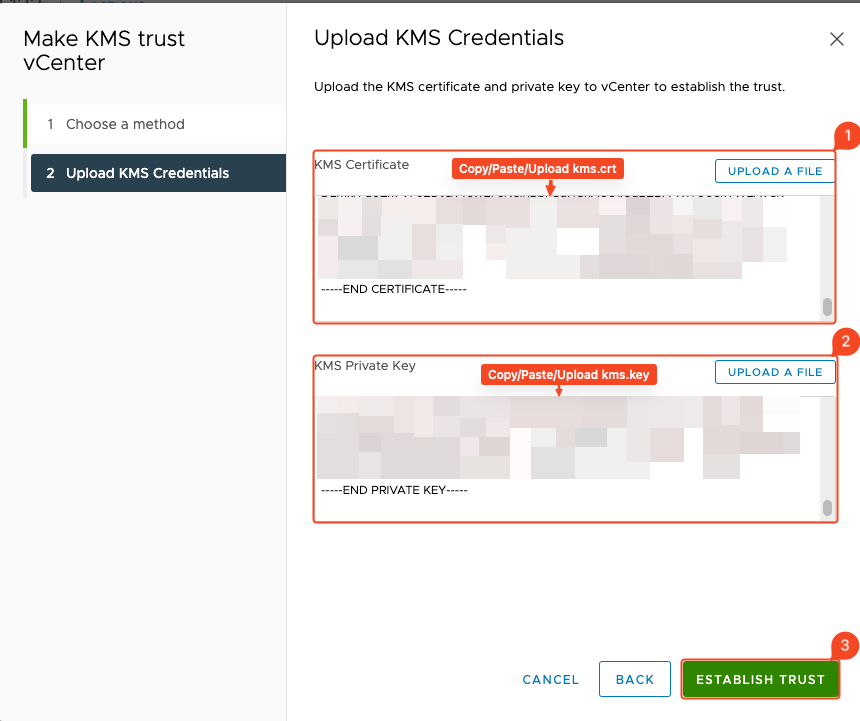 Make KMS trust
vCenter
1 Choose a method
2 Upload KMS Credentials
Upload KMS Credentials
Upload the KMS certificate and private key to vCenter to establish the trust.
1
KMS Certificate
Copy/Paste/Upload kms.crt
UPLOAD A FILE
-----END CERTIFICATE-----
2
KMS Private Key
Copy/Paste/Upload kms.key
UPLOAD A FILE
-----END PRIVATE KEY-----
3
CANCEL
BACK
ESTABLISH TRUST